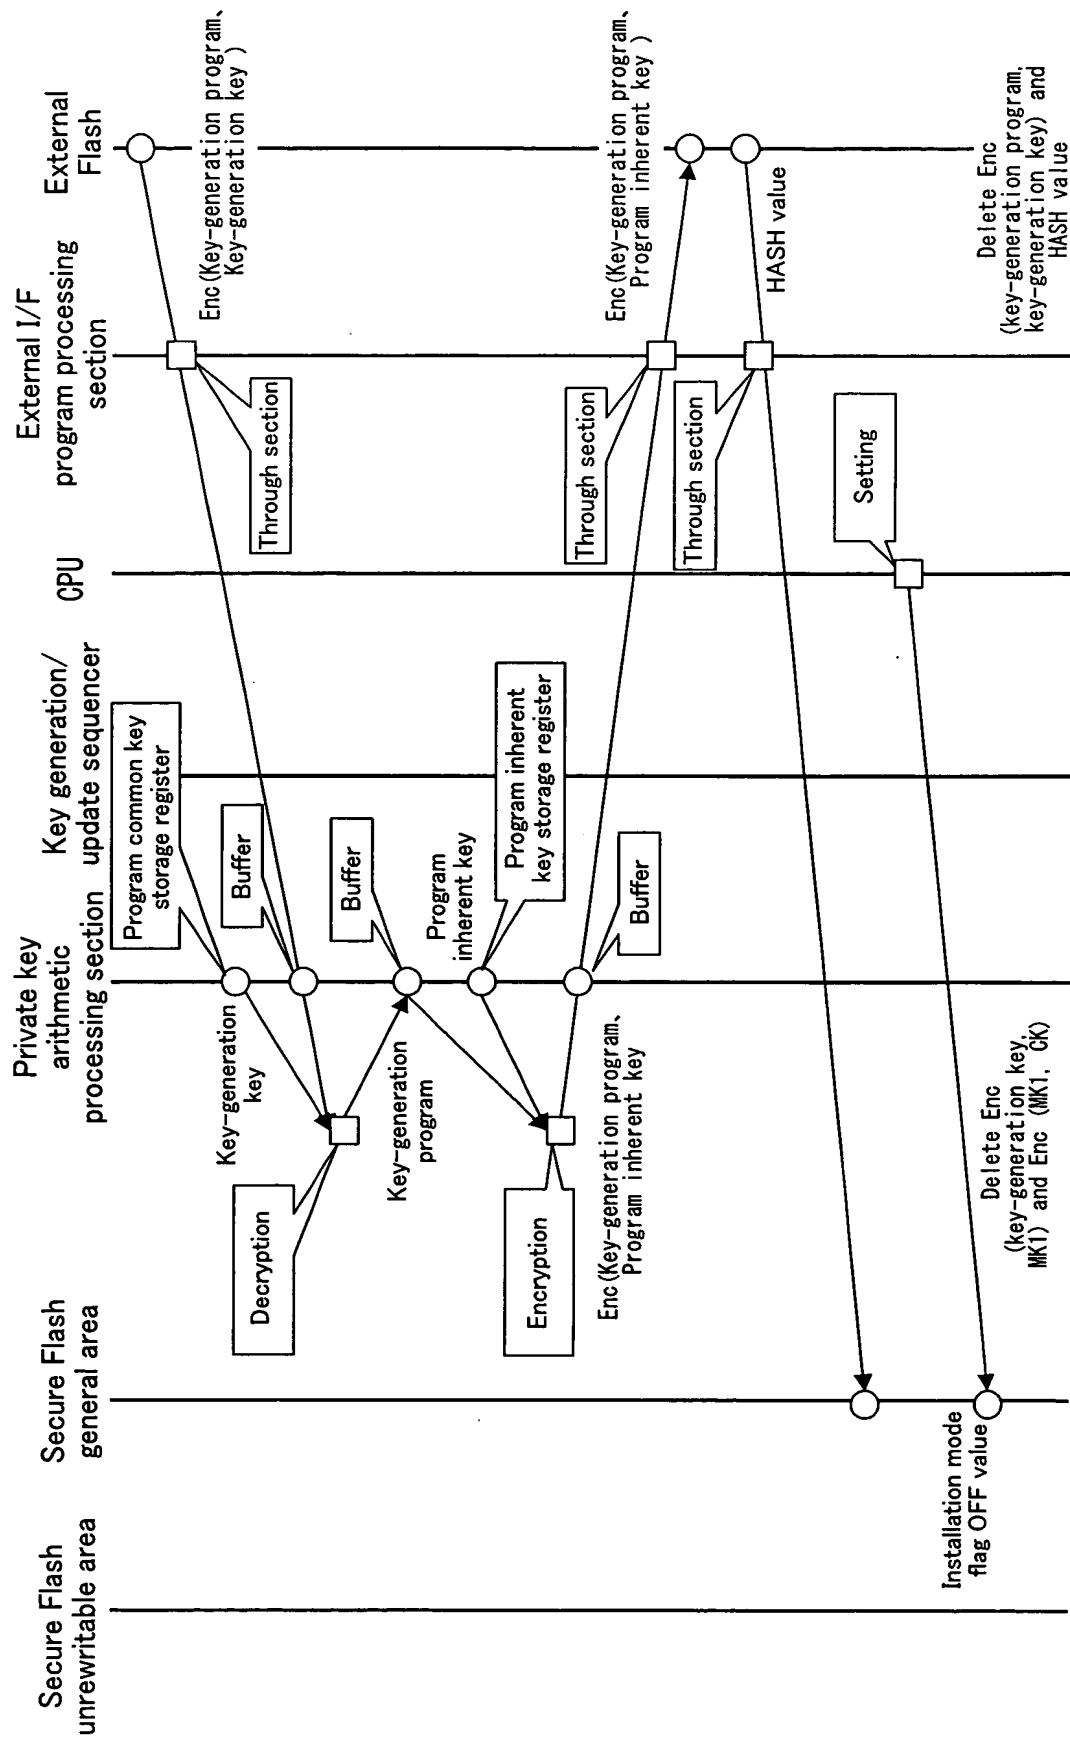 Secure Flash
unrewritable area
Secure Flash
general area
Private key
arithmetic
processing section
Key generation/
update sequencer
CPU
External I/F
program processing
section
External
Flash
Enc(Key-generation program、
Key-generation key )
Through section
Program common key
storage register
Key-generation
key
Buffer
Decryption
Buffer
Key-generation
program
Program
inherent key
Program inherent
key storage register
Encryption
Buffer
Enc(Key-generation program、
Program inherent key
Through section
Enc(Key-generation program、
Program inherent key )
Through section
HASH value
Setting
Installation mode
flag OFF value
Delete Enc
(key-generation key,
MK1) and Enc (MK1, CK)
Delete Enc
(key-generation program,
key-generation key) and
HASH value